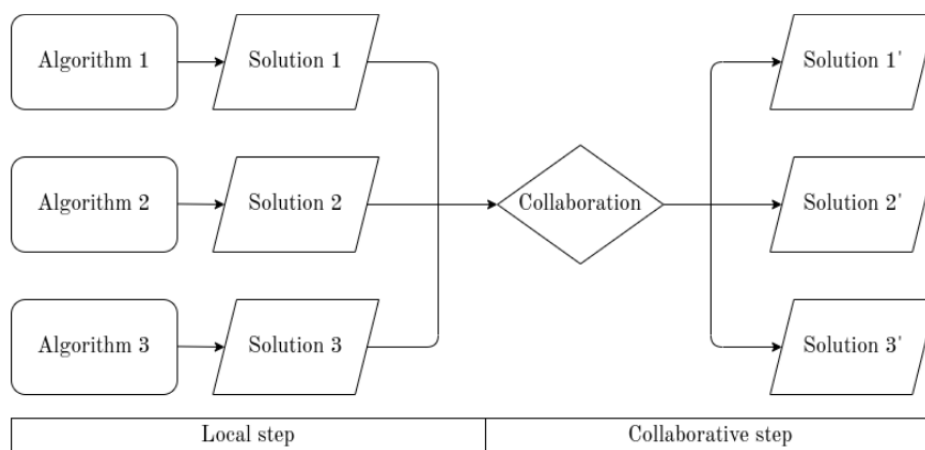 Algorithm 1
Solution 1
Solution 1'
Algorithm 2
Solution 2
Collaboration
Solution 2'
Algorithm 3
Solution 3
Solution 3'
Local step
Collaborative step